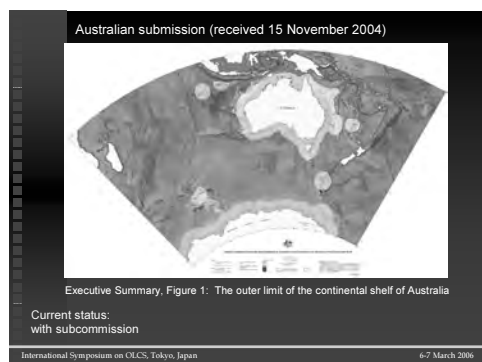 Australian submission (received 15 November 2004)
Executive Summary, Figure 1: The outer limit of the continental shelf of Australia
Current status:
with subcommission
International Symposium on OLCS, Tokyo, Japan
6-7 March 2006